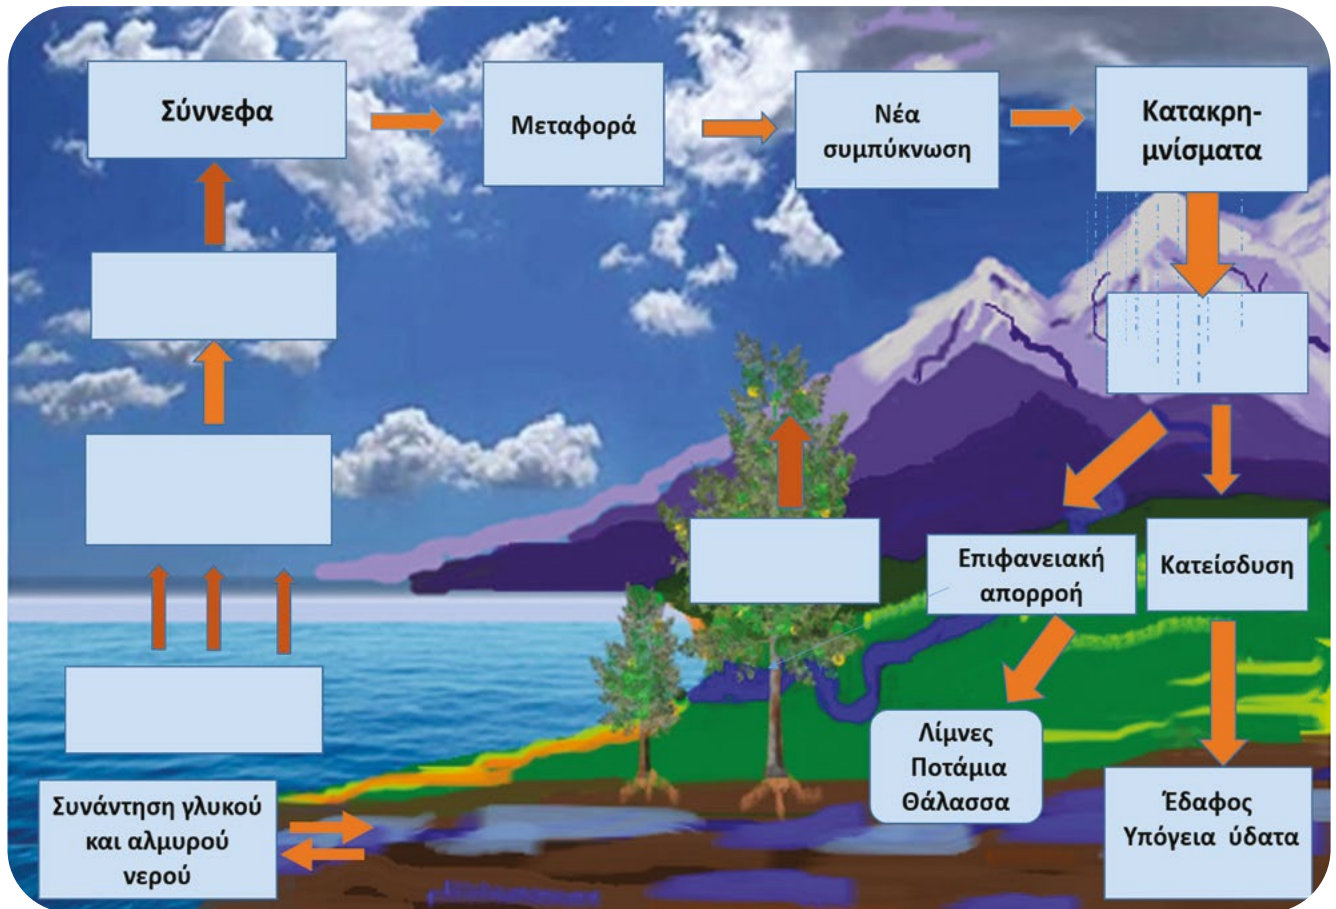 Σύννεφα
Μεταφορά
Νέα
συμπύκνωση
Κατακρη-
μνίσματα
Επιφανειακή
απορροή
Κατείσδυση
Λίμνες
Ποτάμια
Θάλασσα
Έδαφος
Υπόγεια ύδατα
Συνάντηση γλυκού
και αλμυρού
νερού